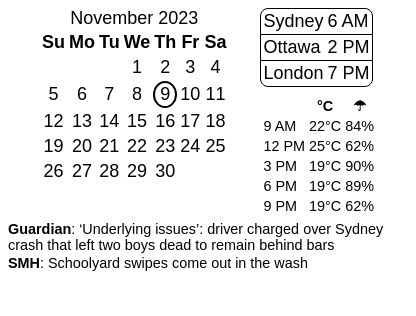 November 2023
Su Mo Tu We Th Fr Sa
1 2 3 4
5 6 7 8 9 10 11
12 13 14 15 16 17 18
19 20 21 22 23 24 25
26 27 28 29 30
Sydney 6 AM
Ottawa 2 PM
London 7 PM
°C ☂
9 AM 22°C 84%
12 PM 25°C 62%
3 PM 19°C 90%
6 PM 19°C 89%
9 PM 19°C 62%
Guardian: ‘Underlying issues’: driver charged over Sydney
crash that left two boys dead to remain behind bars
SMH: Schoolyard swipes come out in the wash